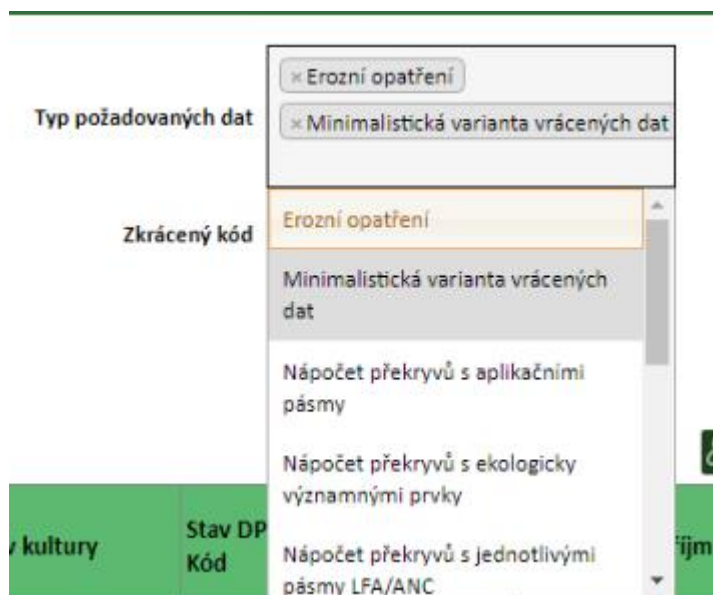 × Erozní opatření
Typ požadovaných dat
× Minimalistická varianta vrácených dat
Zkrácený kód
Erozní opatření
Minimalistická varianta vrácených
dat
Nápočet překryvů s aplikačními
pásmy
Nápočet překryvů s ekologicky
významnými prvky
kultury
Stav DP
Kód
Nápočet překryvů s jednotlivými
pásmy LFA/ANC